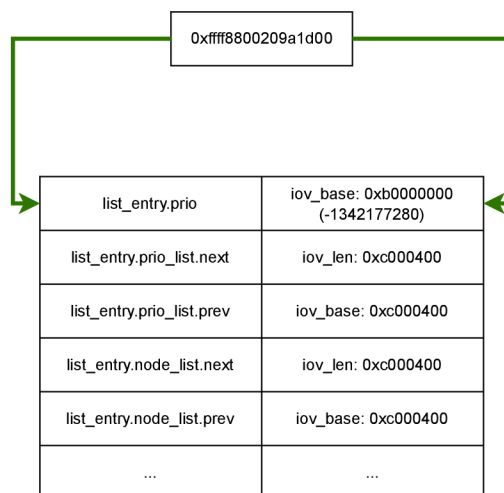 0xffff8800209a1d00
list_entry.prio
iov_base: 0xb0000000
(-1342177280)
list_entry.prio_list.next
iov_len: 0xc000400
list_entry.prio_list.prev
iov_base: 0xc000400
list_entry.node_list.next
iov_len: 0xc000400
list_entry.node_list.prev
iov_base: 0xc000400
...
...